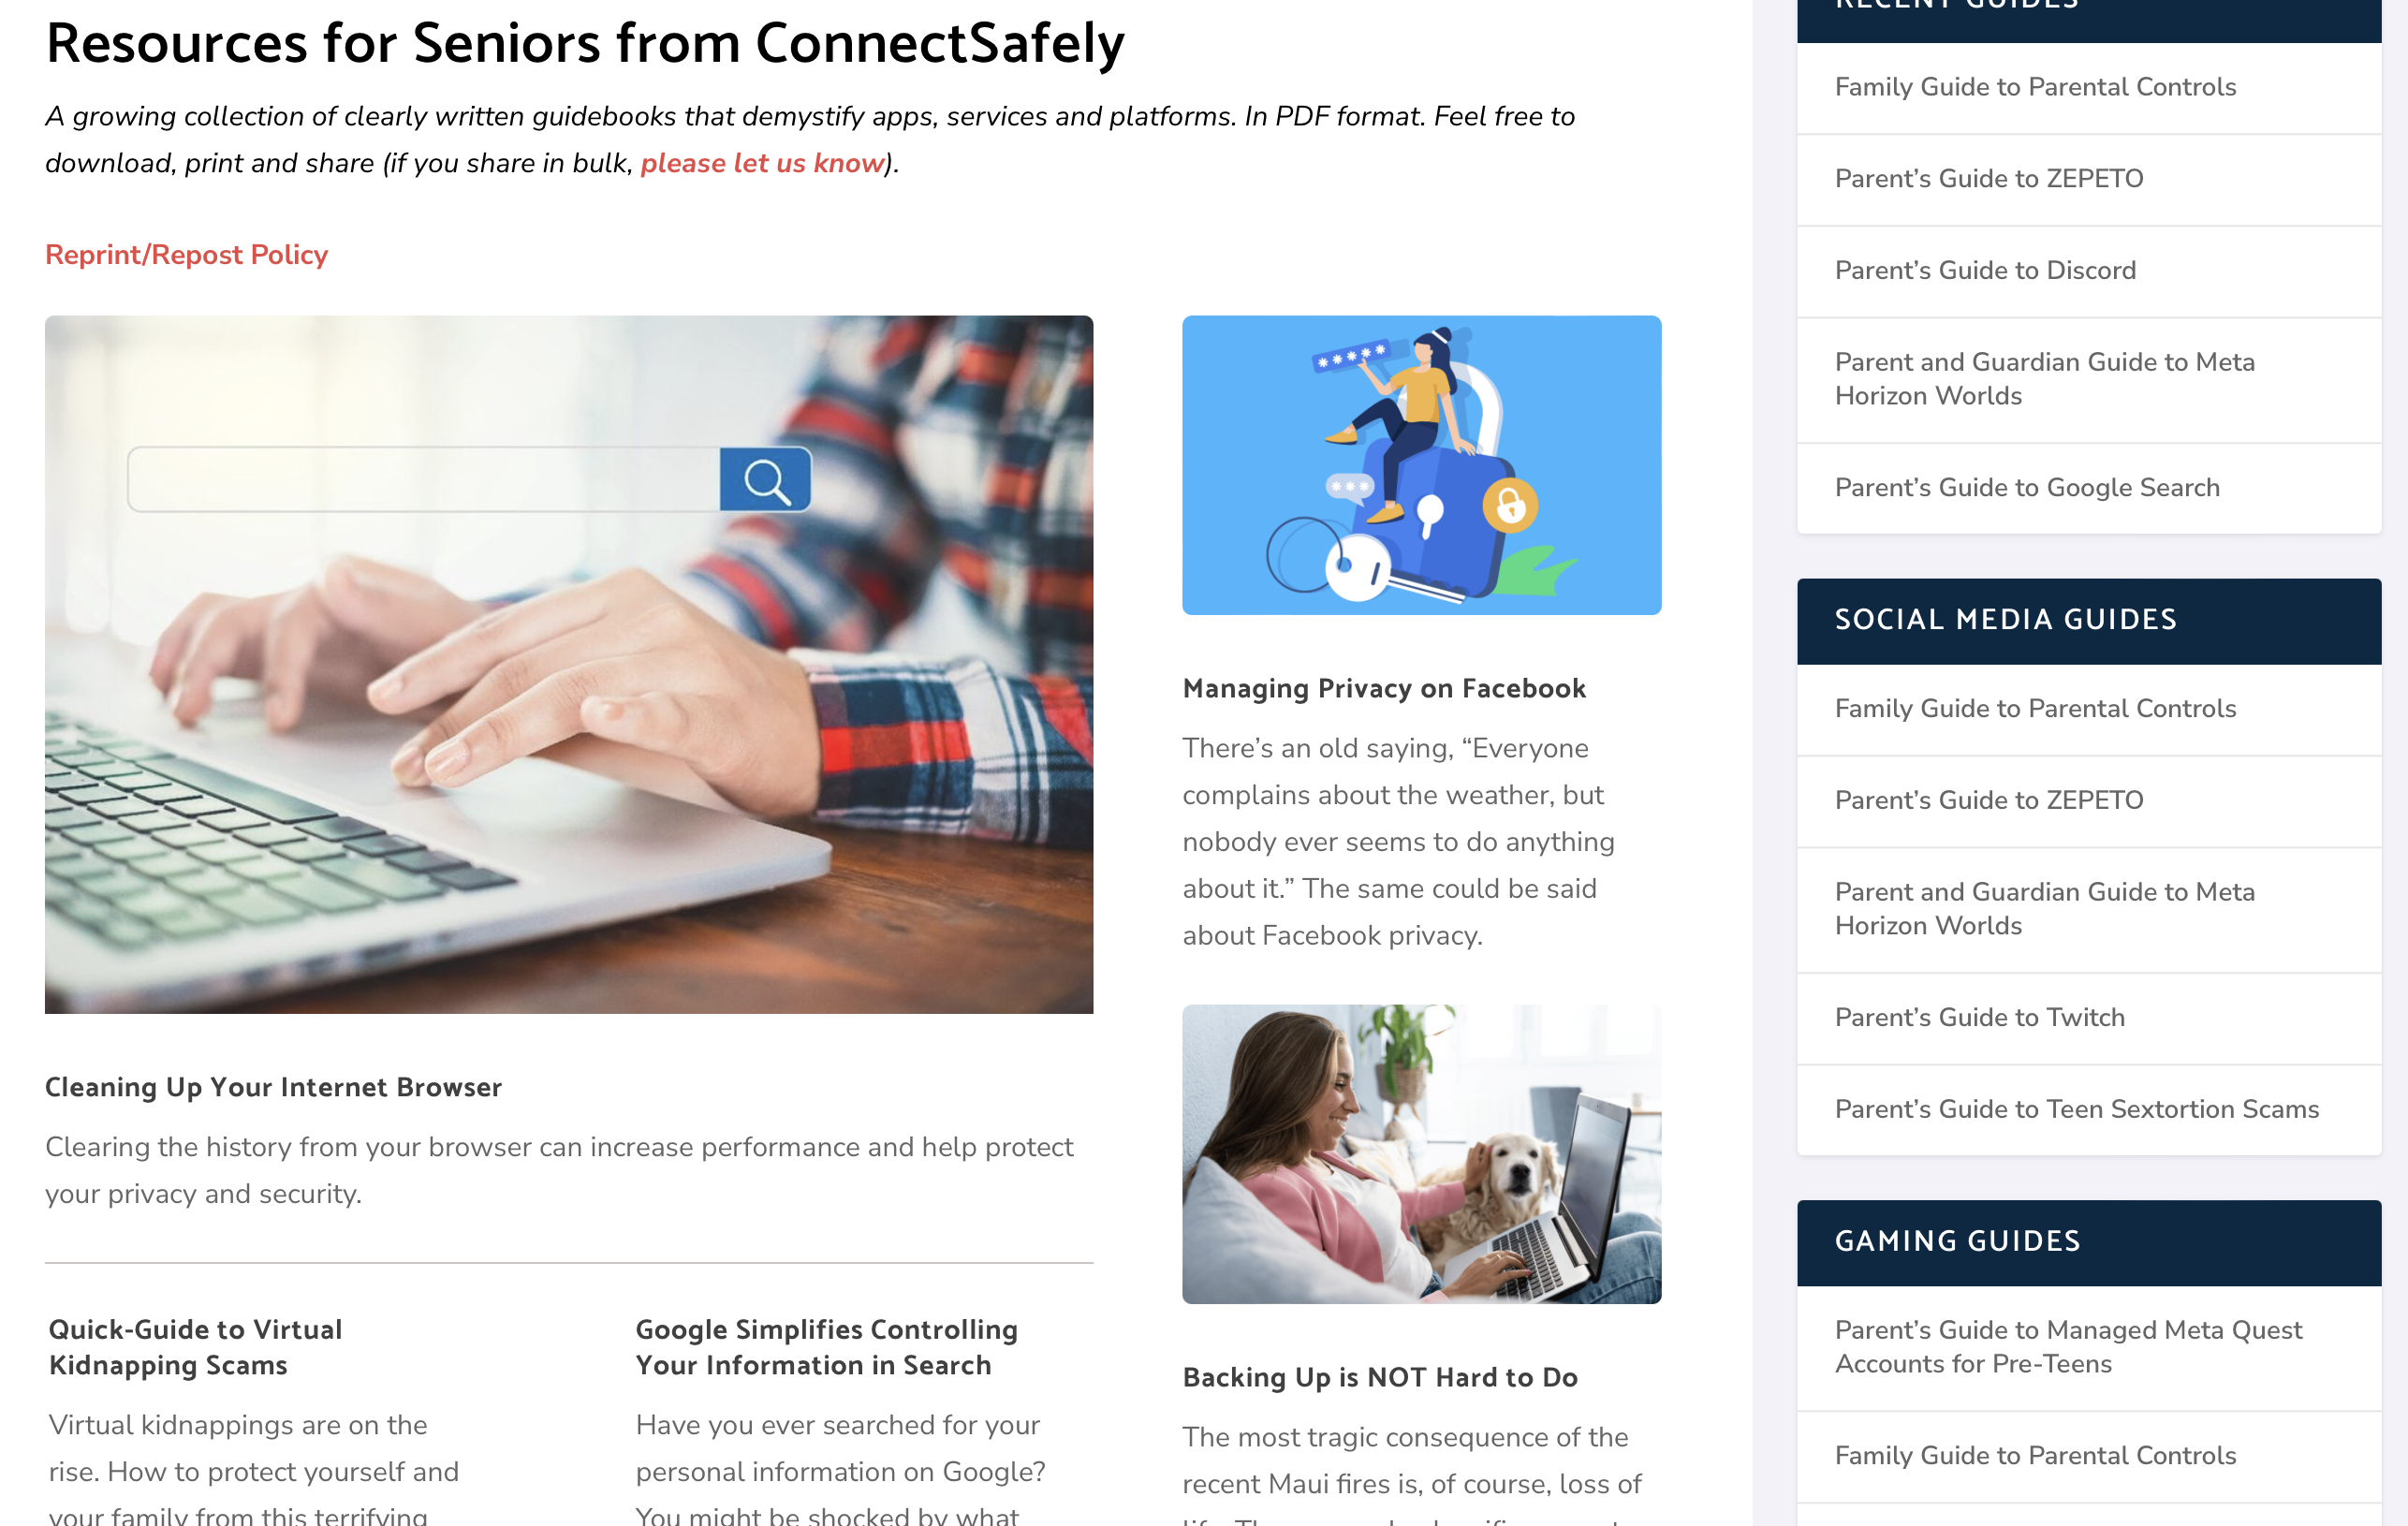 Resources for Seniors from ConnectSafely
A growing collection of clearly written guidebooks that demystify apps, services and platforms. In PDF format. Feel free to
download, print and share (if you share in bulk, please let us know).
Reprint/Repost Policy
Cleaning Up Your Internet Browser
Clearing the history from your browser can increase performance and help protect
your privacy and security.
Quick-Guide to Virtual
Kidnapping Scams
Virtual kidnappings are on the
rise. How to protect yourself and
your family from this terrifying
Google Simplifies Controlling
Your Information in Search
Have you ever searched for your
personal information on Google?
You might be shocked by what
Managing Privacy on Facebook
There’s an old saying, “Everyone
complains about the weather, but
nobody ever seems to do anything
about it.” The same could be said
about Facebook privacy.
Backing Up is NOT Hard to Do
The most tragic consequence of the
recent Maui fires is, of course, loss of
RECENT GUIDES
Family Guide to Parental Controls
Parent’s Guide to ZEPETO
Parent’s Guide to Discord
Parent and Guardian Guide to Meta
Horizon Worlds
Parent’s Guide to Google Search
SOCIAL MEDIA GUIDES
Family Guide to Parental Controls
Parent’s Guide to ZEPETO
Parent and Guardian Guide to Meta
Horizon Worlds
Parent’s Guide to Twitch
Parent’s Guide to Teen Sextortion Scams
GAMING GUIDES
Parent’s Guide to Managed Meta Quest
Accounts for Pre-Teens
Family Guide to Parental Controls